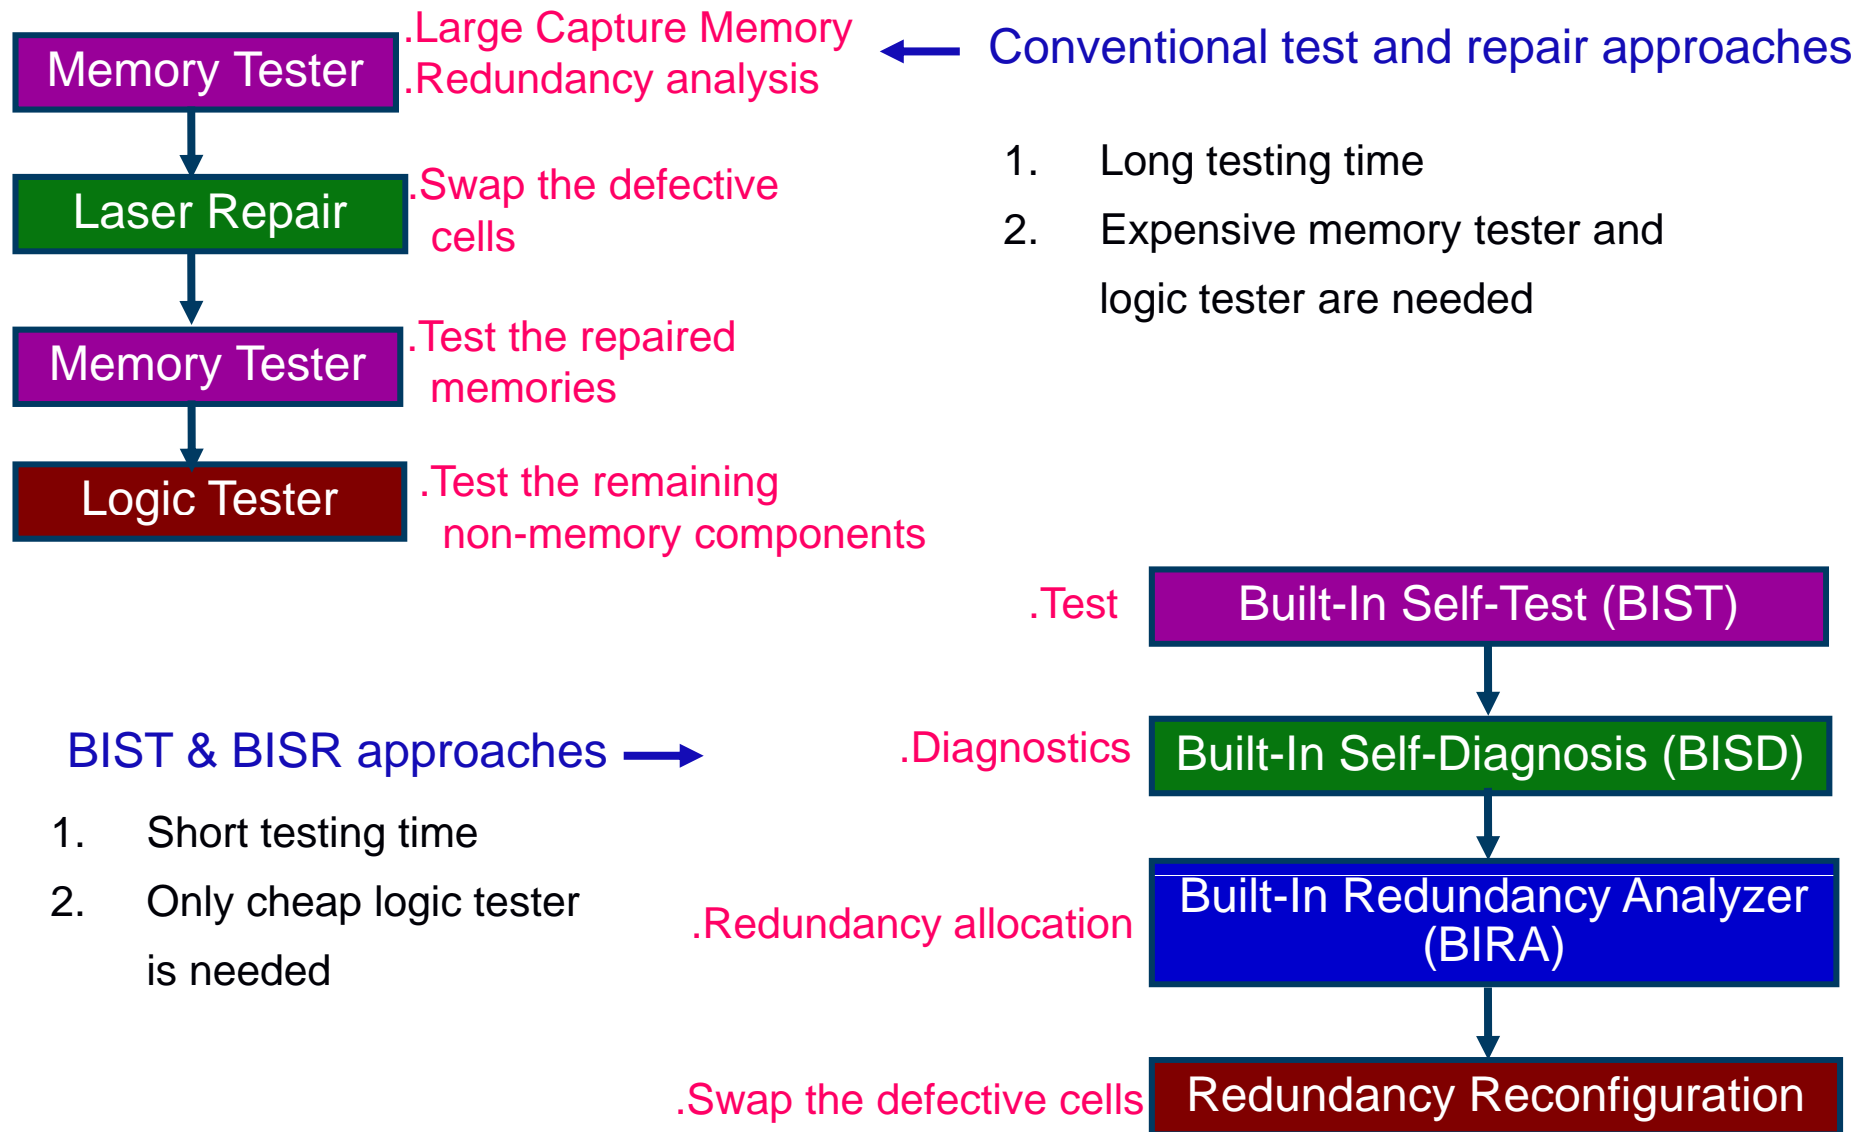 Memory Tester
.Large Capture Memory
.Redundancy analysis
Conventional test and repair approaches
1. Long testing time
2. Expensive memory tester and
logic tester are needed
Laser Repair
.Swap the defective
cells
Memory Tester
.Test the repaired
memories
Logic Tester
.Test the remaining
non-memory components
BIST & BISR approaches
1. Short testing time
2. Only cheap logic tester
is needed
.Test
Built-In Self-Test (BIST)
.Diagnostics
Built-In Self-Diagnosis (BISD)
.Redundancy allocation
Built-In Redundancy Analyzer
(BIRA)
.Swap the defective cells
Redundancy Reconfiguration